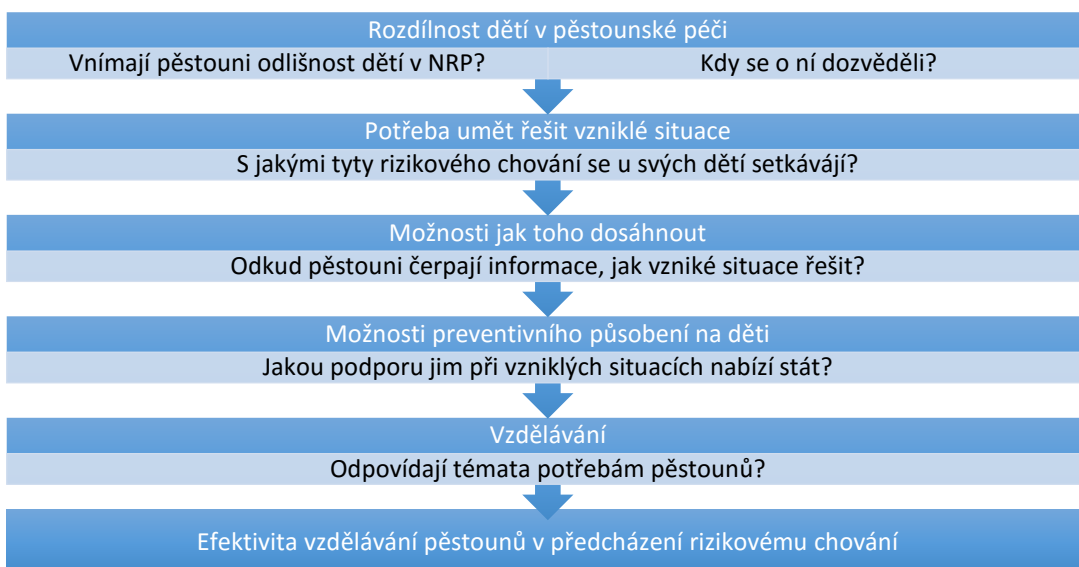 Rozdílnost dětí v pěstounské péči
Vnímají pěstouni odlišnost dětí v NRP? Kdy se o ní dozvěděli?
Potřeba umět řešit vzniklé situace
S jakými tyty rizikového chování se u svých dětí setkávájí?
Možnosti jak toho dosáhnout
Odkud pěstouni čerpají informace, jak vzniké situace řešit?
Možnosti preventivního působení na děti
Jakou podporu jim při vzniklých situacích nabízí stát?
Vzdělávání
Odpovídají témata potřebám pěstounů?
Efektivita vzdělávání pěstounů v předcházení rizikovému chování